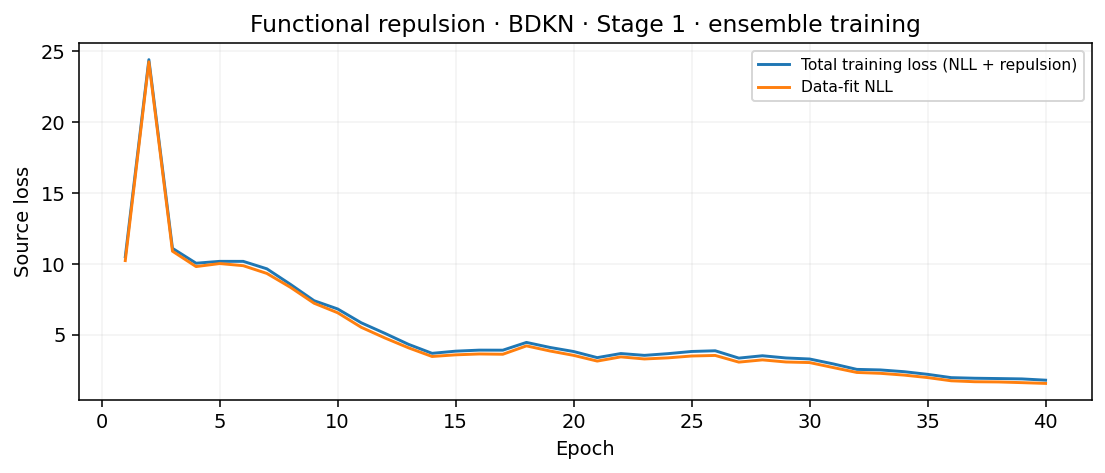 Functional repulsion · BDKN · Stage 1 · ensemble training
Total training loss (NLL + repulsion)
Data-fit NLL
Source loss
25
20
15
10
5
0
5
10
15
20
25
30
35
40
Epoch